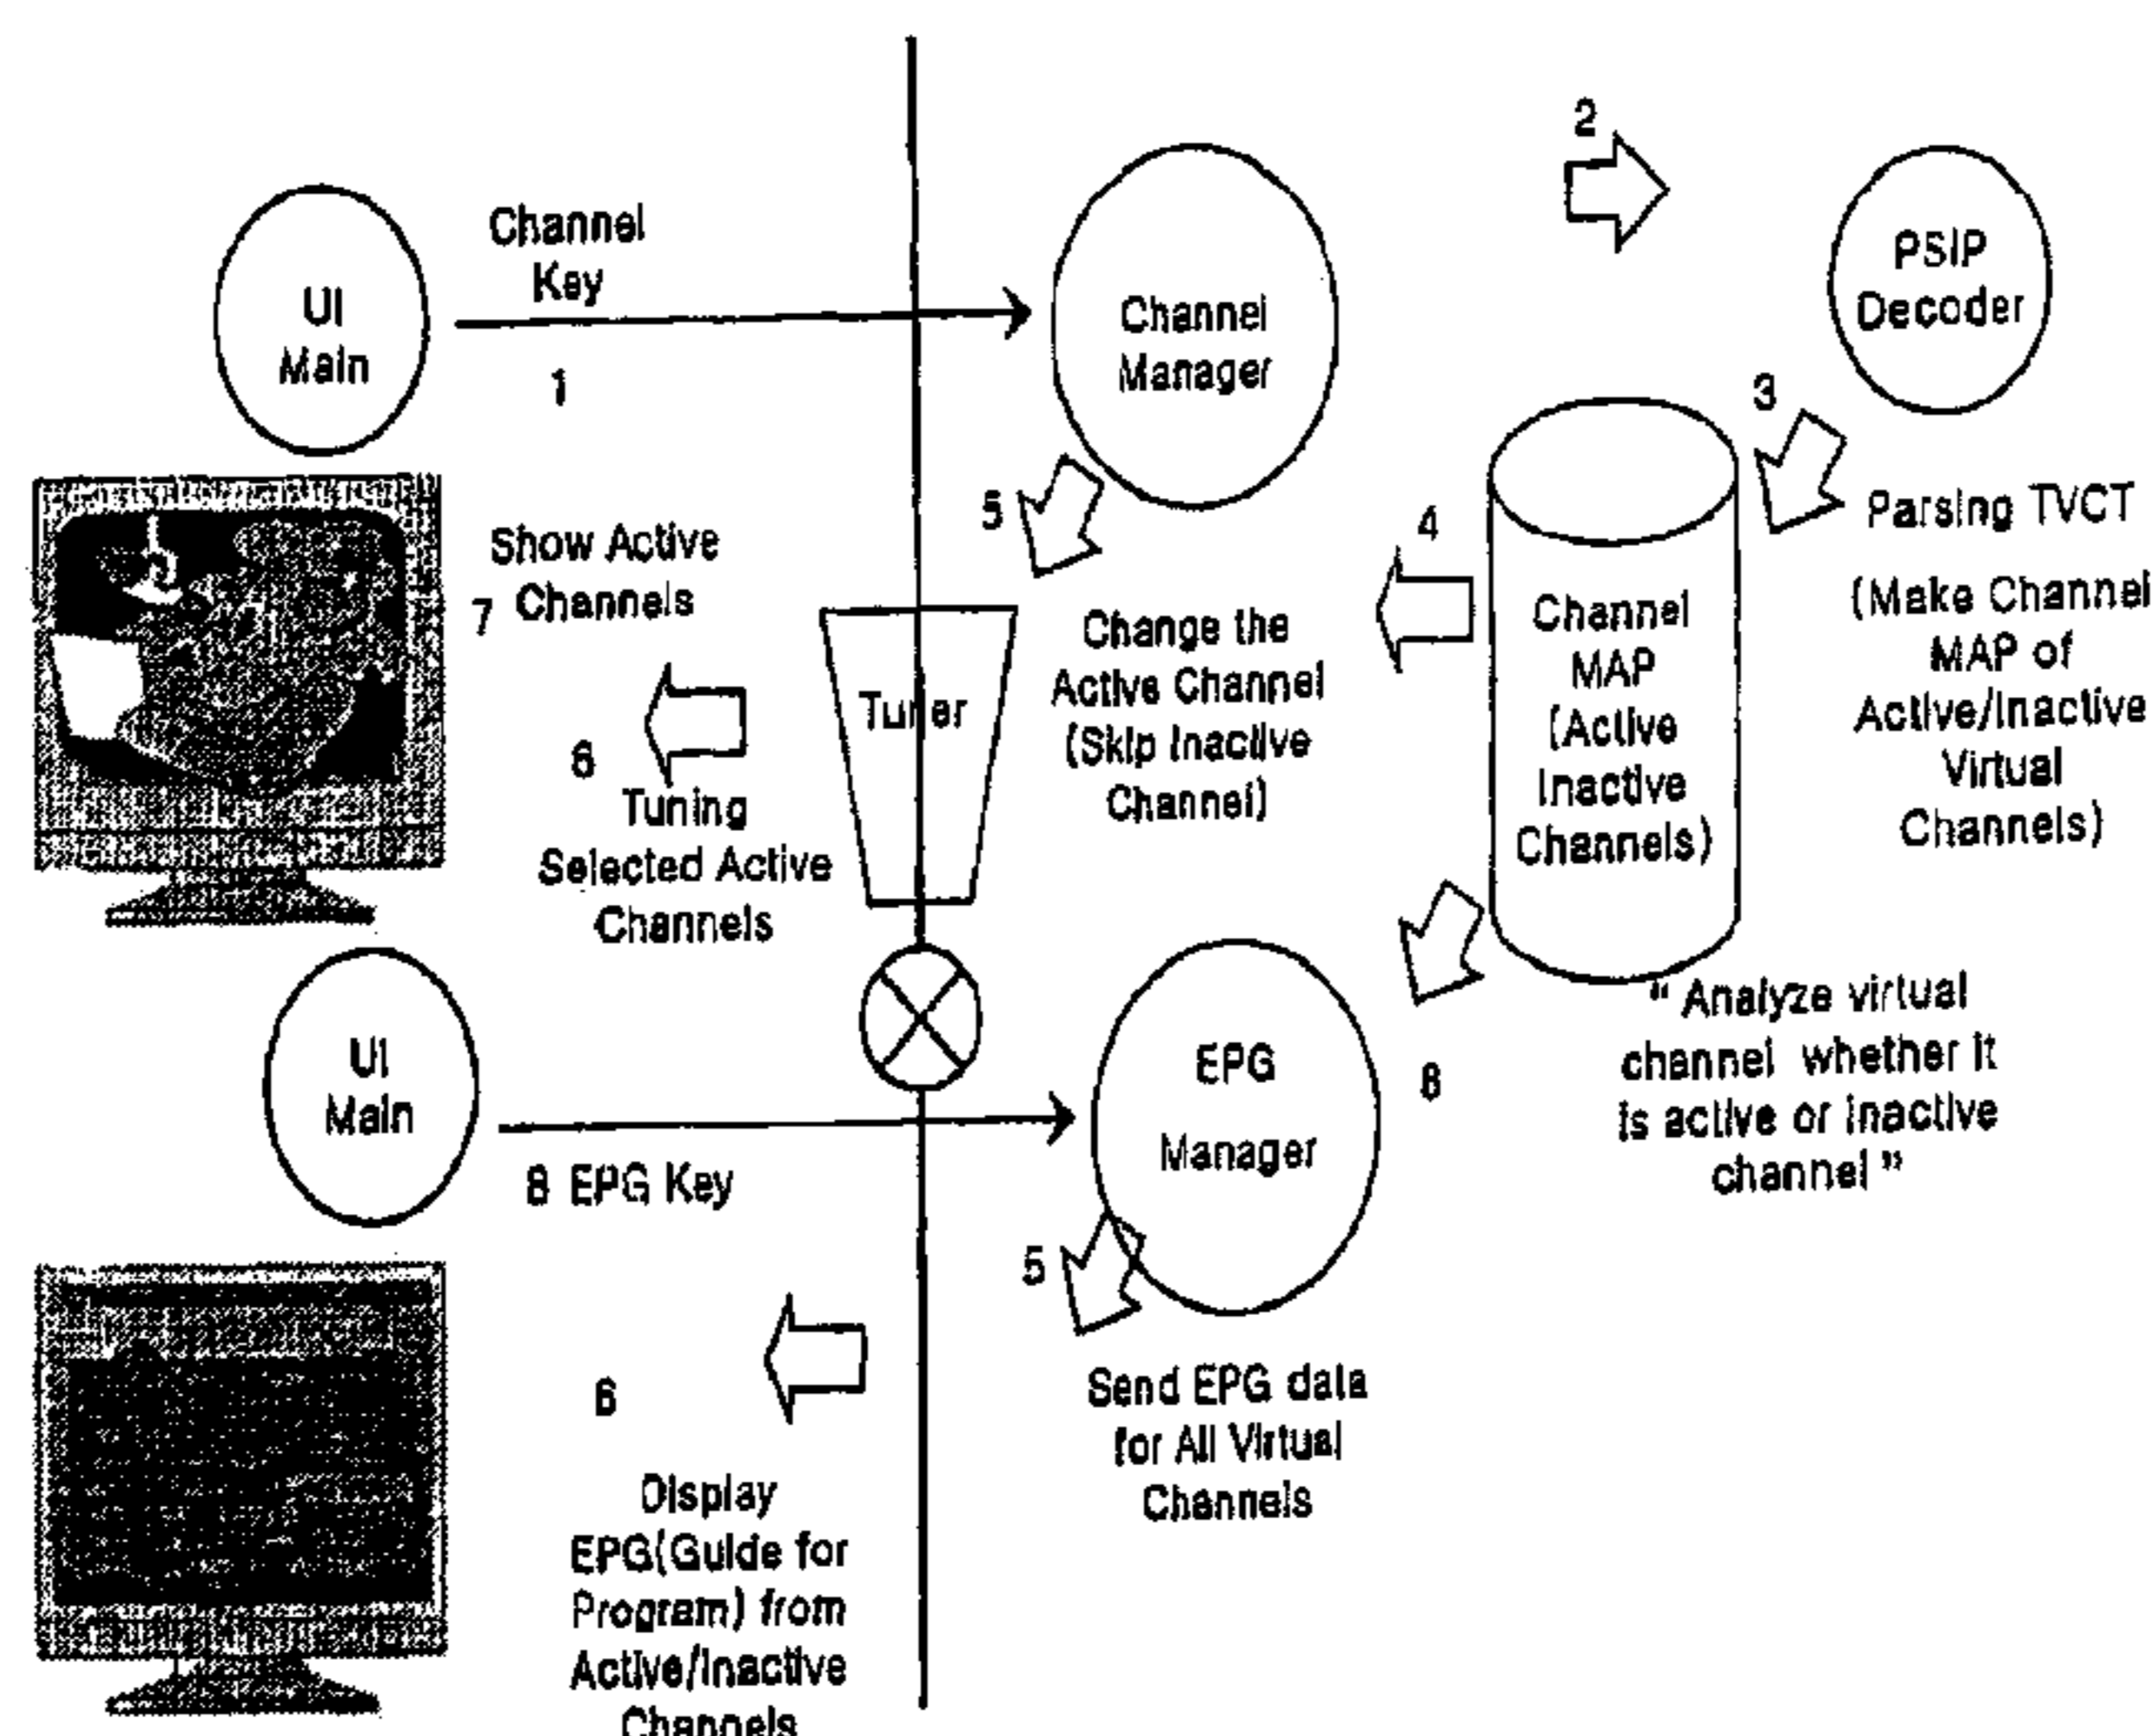 2
Channel
Key
1
UI
Main
Channel
Manager
PSIP
Decoder
3
5
4
Parsing TVCT
(Make Channel
MAP of
Active/Inactive
Virtual
Channels)
Show Active
7 Channels
Tuner
Change the
Active Channel
(Skip Inactive
Channel)
Channel
MAP
(Active
Inactive
Channels)
6
Tuning
Selected Active
Channels
UI
Main
8 EPG Key
EPG
Manager
8
“ Analyze virtual
channel whether it
is active or inactive
channel ”
5
Send EPG data
for All Virtual
Channels
6
Display
EPG(Guide for
Program) from
Active/Inactive
Channels